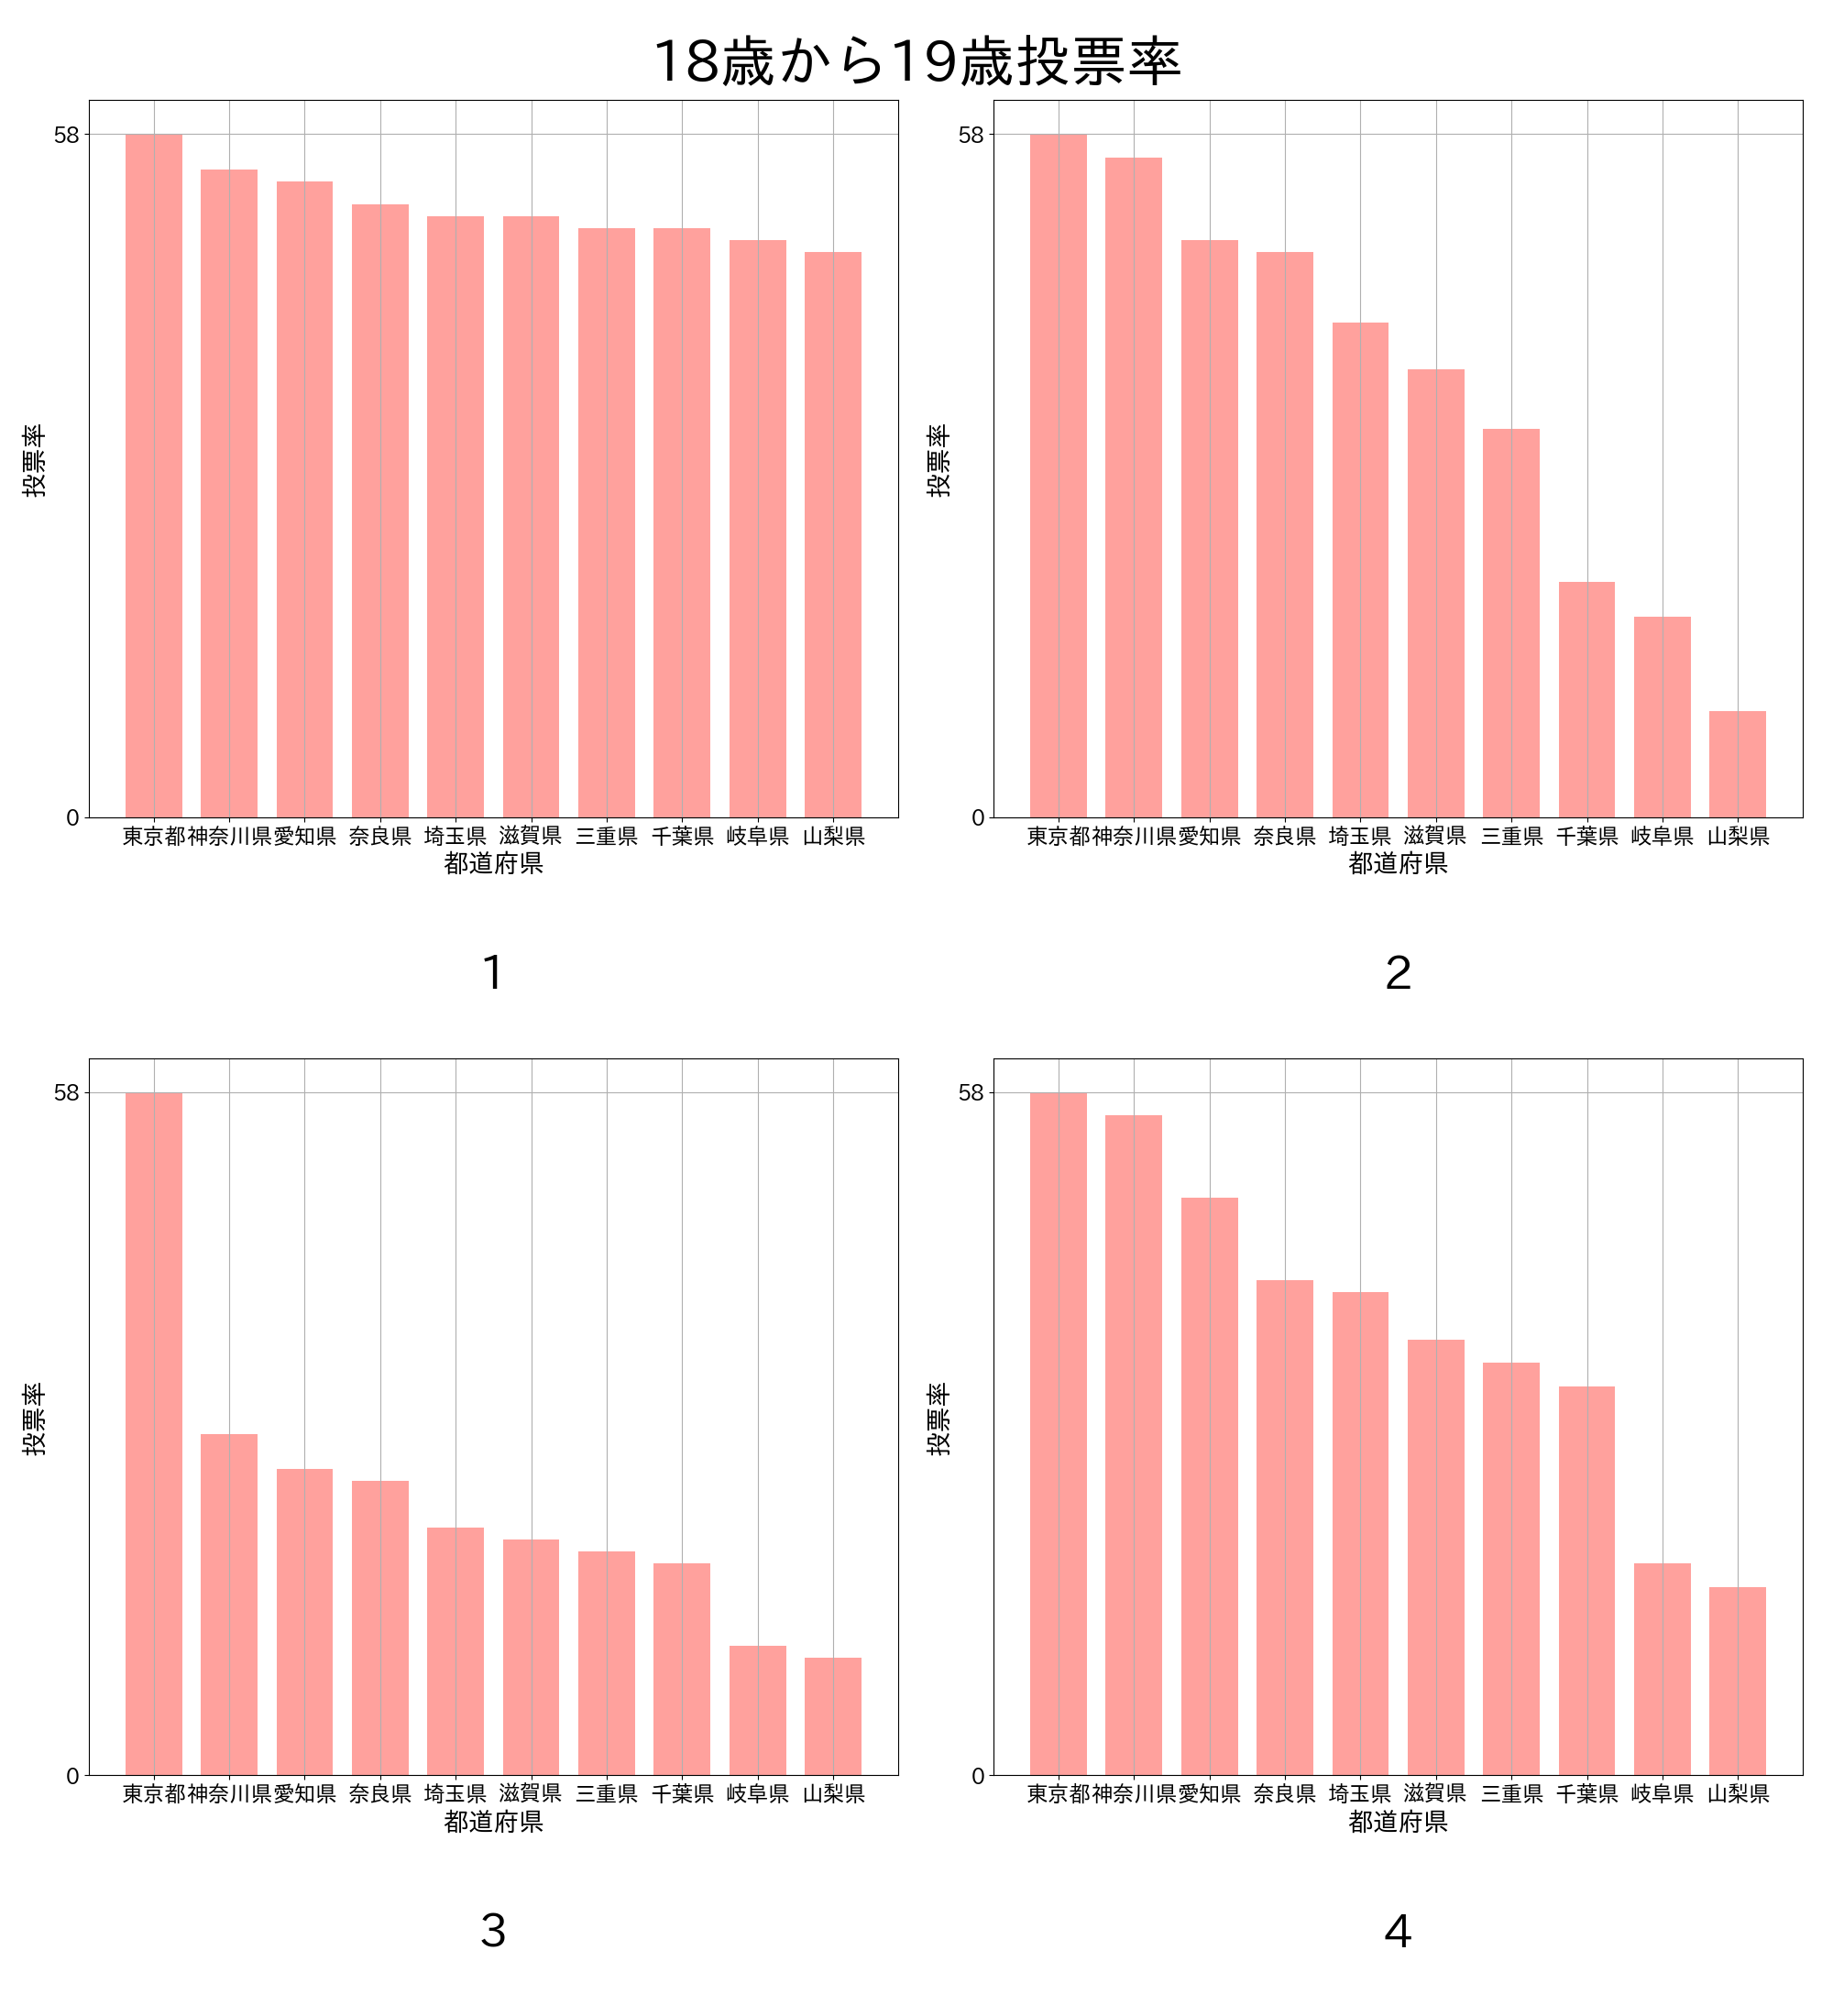 18歳から19歳投票率
58
0
投票率
東京都 神奈川県 愛知県 奈良県 埼玉県 滋賀県 三重県 千葉県 岐阜県 山梨県
都道府県
1
58
0
投票率
東京都 神奈川県 愛知県 奈良県 埼玉県 滋賀県 三重県 千葉県 岐阜県 山梨県
都道府県
2
58
0
投票率
東京都 神奈川県 愛知県 奈良県 埼玉県 滋賀県 三重県 千葉県 岐阜県 山梨県
都道府県
3
58
0
投票率
東京都 神奈川県 愛知県 奈良県 埼玉県 滋賀県 三重県 千葉県 岐阜県 山梨県
都道府県
4